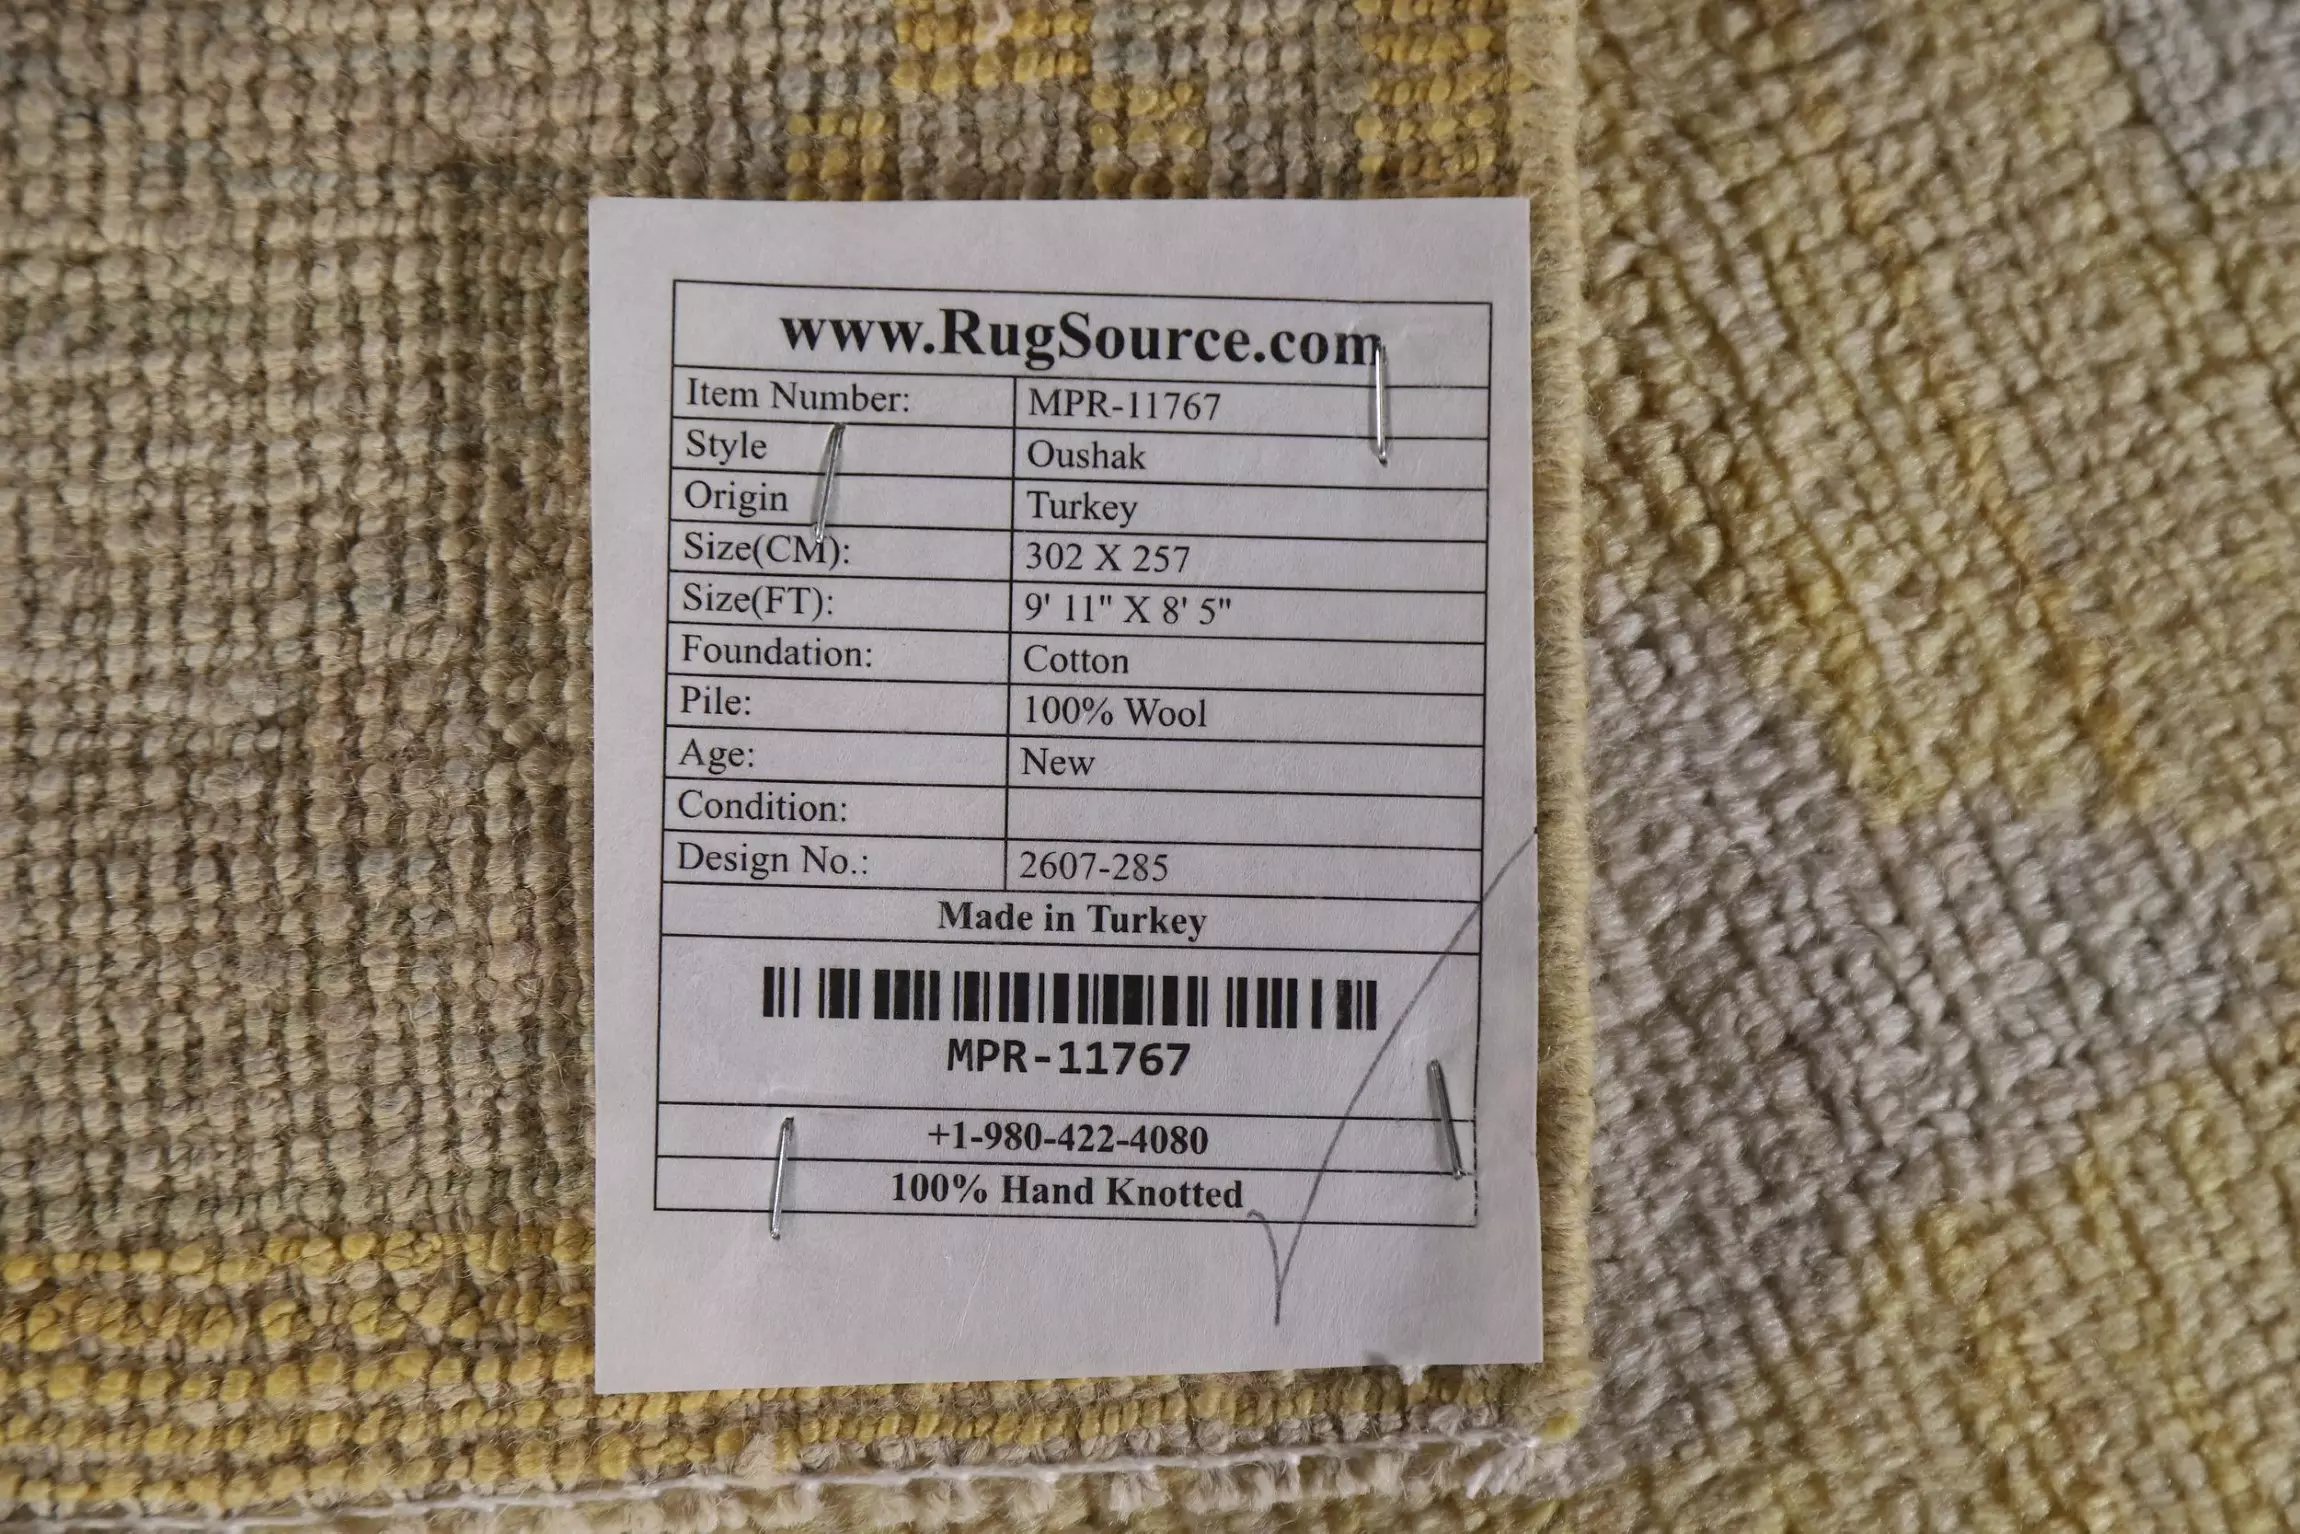 www.RugSource.com
Item Number: MPR-11767
Style Oushak
Origin Turkey
Size(CM): 302 X 257
Size(FT): 9' 11" X 8' 5"
Foundation: Cotton
Pile: 100% Wool
Age: New
Condition:
Design No.: 2607-285
Made in Turkey
MPR-11767
+1-980-422-4080
100% Hand Knotted